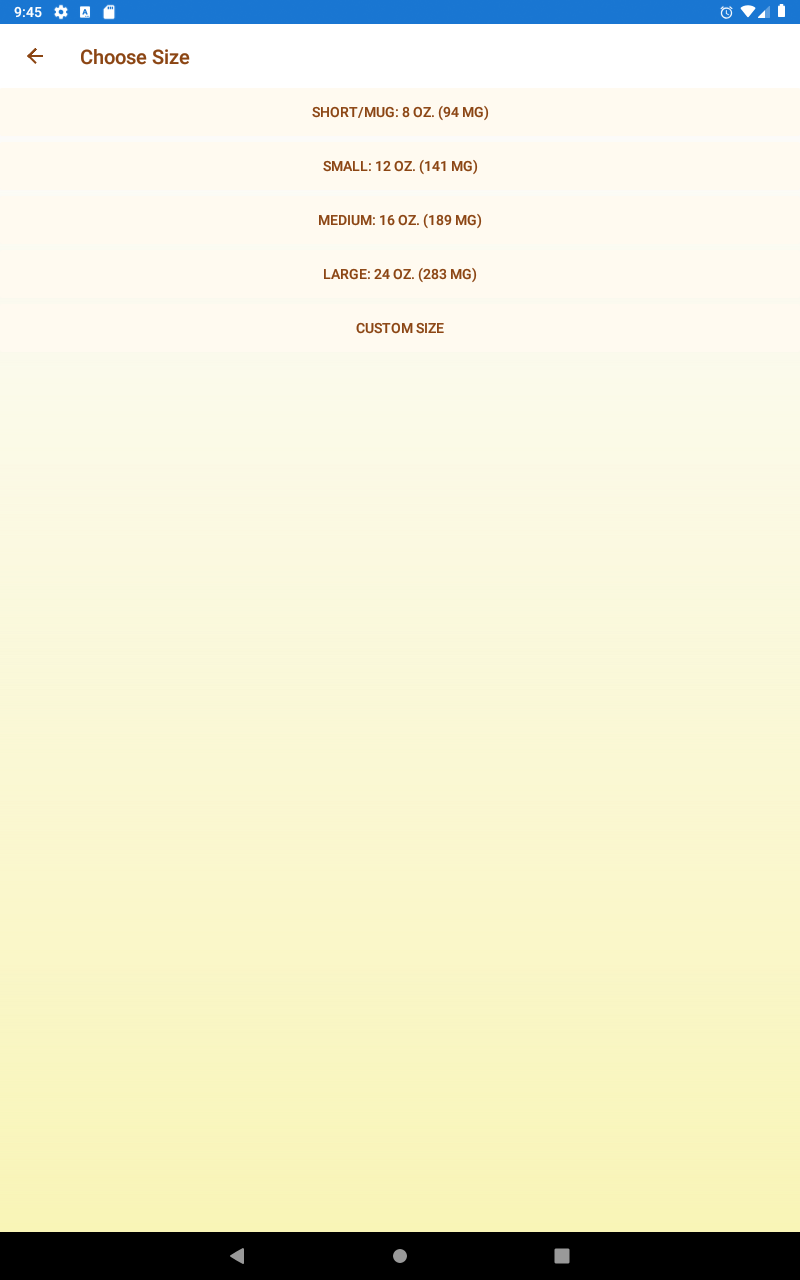 9:45
Choose Size
SHORT/MUG: 8 OZ. (94 MG)
SMALL: 12 OZ. (141 MG)
MEDIUM: 16 OZ. (189 MG)
LARGE: 24 OZ. (283 MG)
CUSTOM SIZE